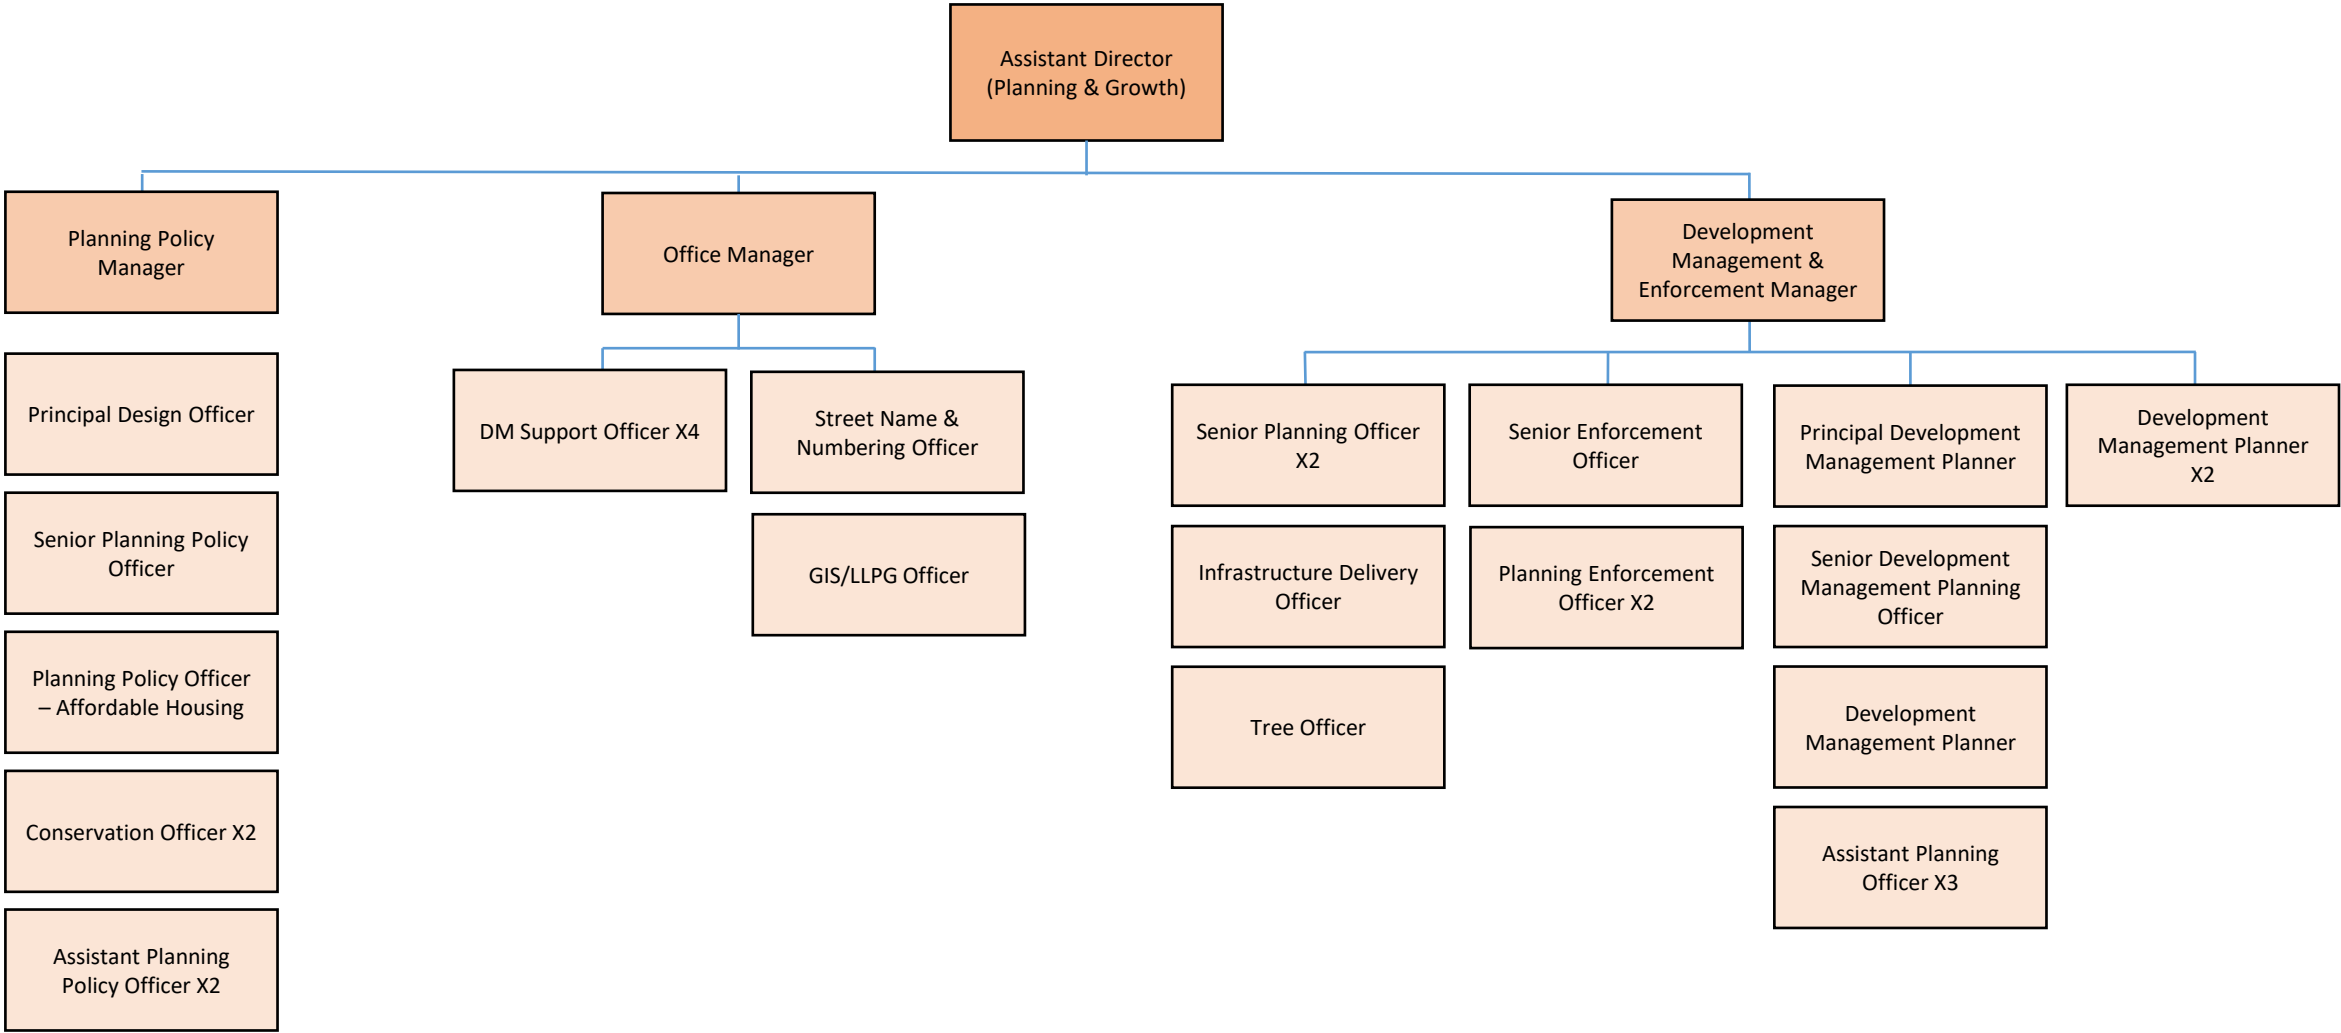 Assistant Director
(Planning & Growth)
Planning Policy
Manager
Office Manager
Development
Management &
Enforcement Manager
Principal Design Officer
Senior Planning Policy
Officer
Planning Policy Officer
– Affordable Housing
Conservation Officer X2
Assistant Planning
Policy Officer X2
DM Support Officer X4
Street Name &
Numbering Officer
GIS/LLPG Officer
Senior Planning Officer
X2
Infrastructure Delivery
Officer
Tree Officer
Senior Enforcement
Officer
Planning Enforcement
Officer X2
Principal Development
Management Planner
Senior Development
Management Planning
Officer
Development
Management Planner
Assistant Planning
Officer X3
Development
Management Planner
X2